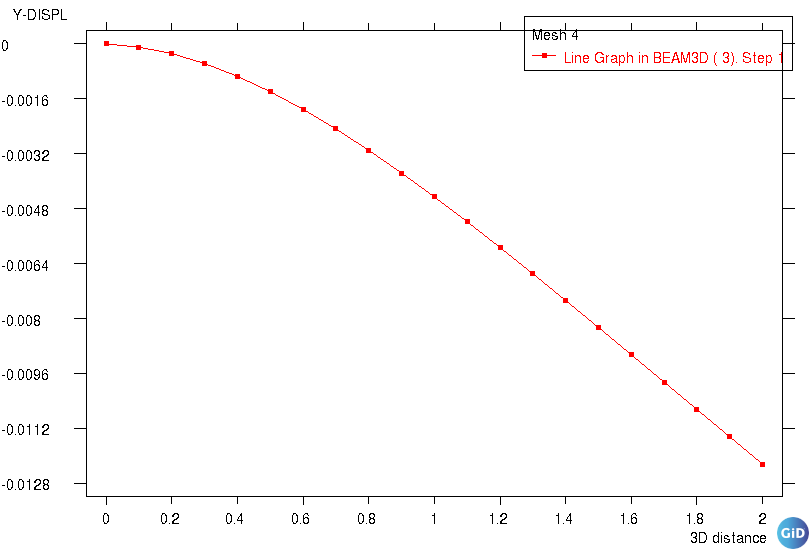 Y-DISPL
Mesh 4
Line Graph in BEAM3D ( 3). Step 1
0
-0.0016
-0.0032
-0.0048
-0.0064
-0.008
-0.0096
-0.0112
-0.0128
0 0.2 0.4 0.6 0.8 1 1.2 1.4 1.6 1.8 2
3D distance
GiD